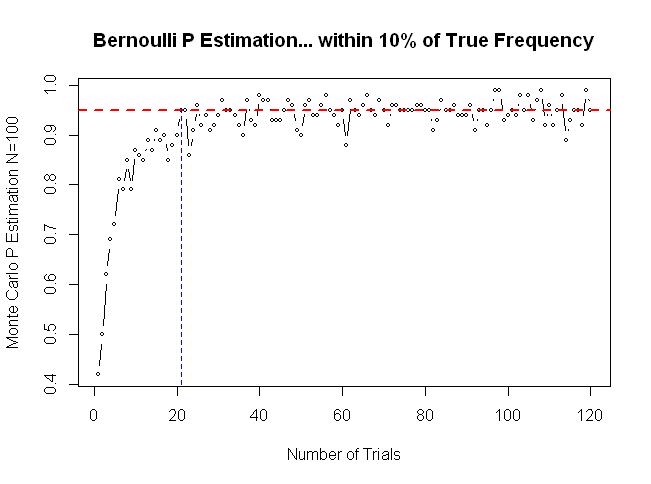 Bernoulli P Estimation... within 10% of True Frequency
Monte Carlo P Estimation N=100
1.0
0.9
0.8
0.7
0.6
0.5
0.4
0 20 40 60 80 100 120
Number of Trials